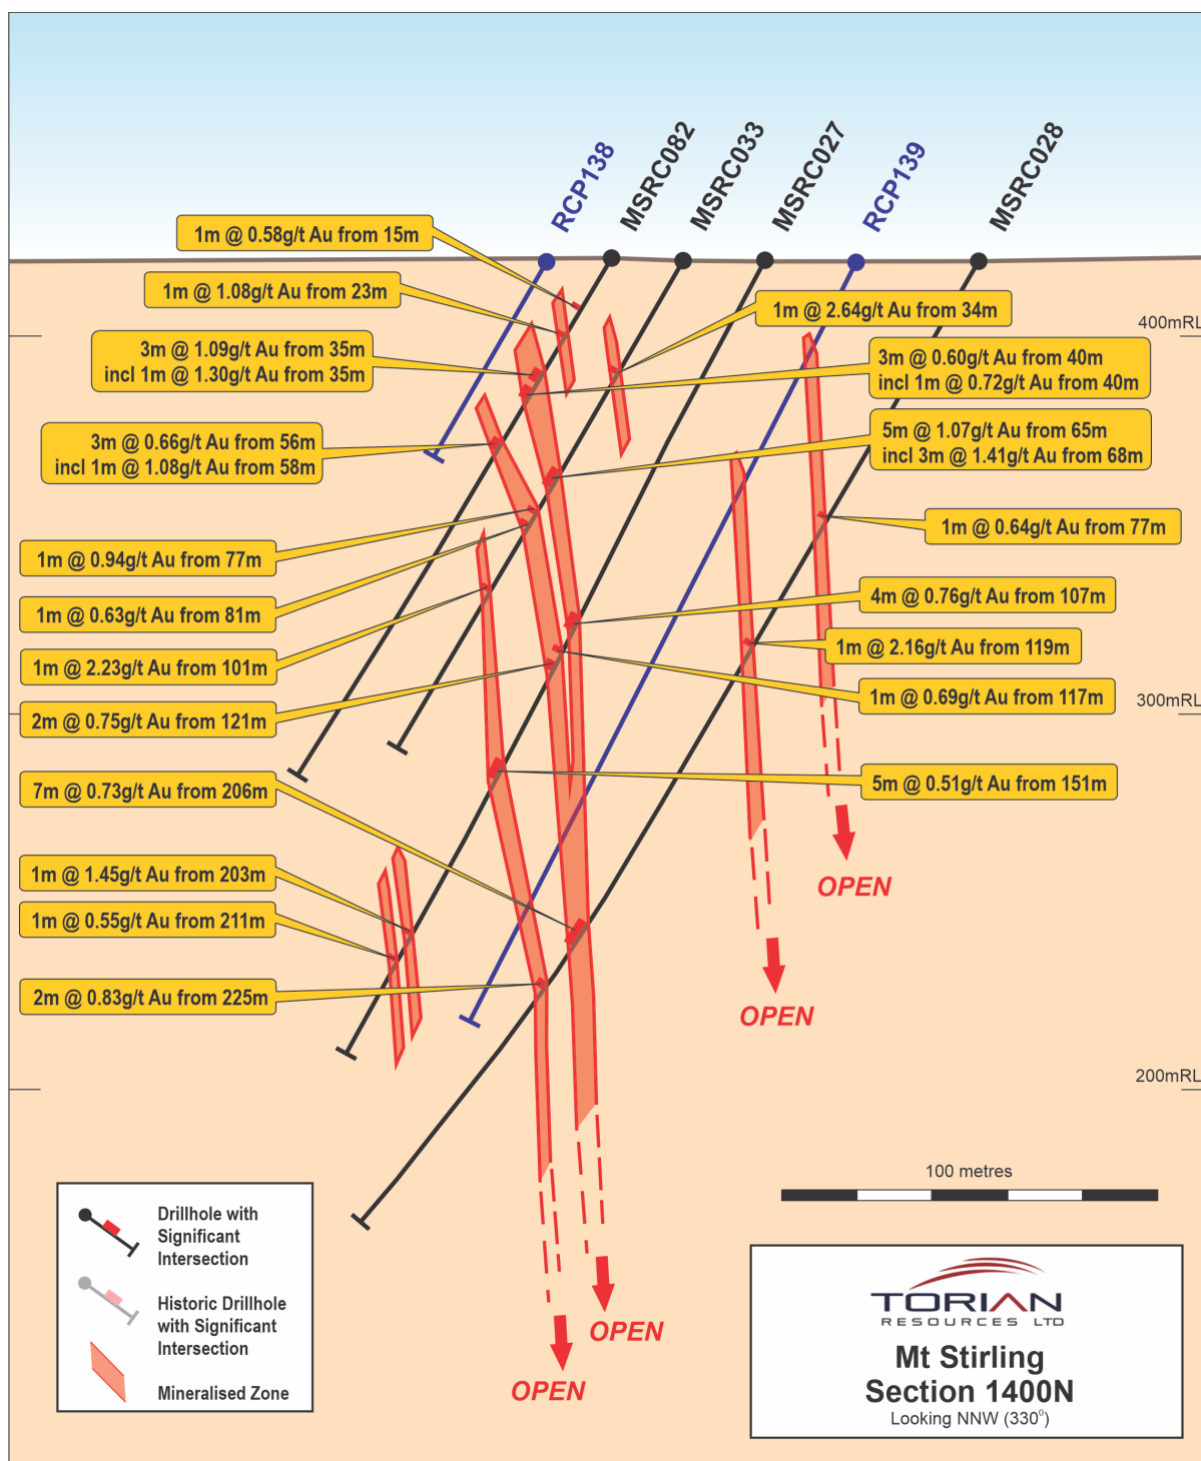 RCP138
MSRC082
MSRC033
MSRC027
RCP139
MSRC028
1m @ 0.58g/t Au from 15m
1m @ 1.08g/t Au from 23m
3m @ 1.09g/t Au from 35m
incl 1m @ 1.30g/t Au from 35m
3m @ 0.66g/t Au from 56m
incl 1m @ 1.08g/t Au from 58m
1m @ 0.94g/t Au from 77m
1m @ 0.63g/t Au from 81m
1m @ 2.23g/t Au from 101m
2m @ 0.75g/t Au from 121m
7m @ 0.73g/t Au from 206m
1m @ 1.45g/t Au from 203m
1m @ 0.55g/t Au from 211m
2m @ 0.83g/t Au from 225m
1m @ 2.64g/t Au from 34m
3m @ 0.60g/t Au from 40m
incl 1m @ 0.72g/t Au from 40m
5m @ 1.07g/t Au from 65m
incl 3m @ 1.41g/t Au from 68m
1m @ 0.64g/t Au from 77m
4m @ 0.76g/t Au from 107m
1m @ 2.16g/t Au from 119m
1m @ 0.69g/t Au from 117m
5m @ 0.51g/t Au from 151m
400mRL
300mRL
200mRL
OPEN
OPEN
OPEN
OPEN
100 metres
Drillhole with
Significant
Intersection
Historic Drillhole
with Significant
Intersection
Mineralised Zone
TORIAN
RESOURCES LTD
Mt Stirling
Section 1400N
Looking NNW (330°)